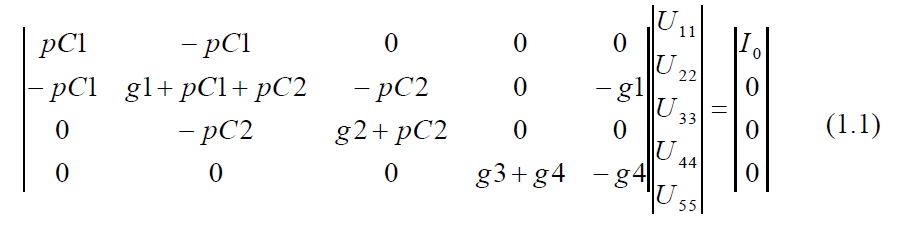 pC1 − pC1 0 0 0 U11 I0
− pC1 g1 + pC1 + pC2 − pC2 0 − g1 U22 0
0 − pC2 g2 + pC2 0 0 U33 = 0 (1.1)
0 0 0 g3 + g4 − g4 U44 0
U55